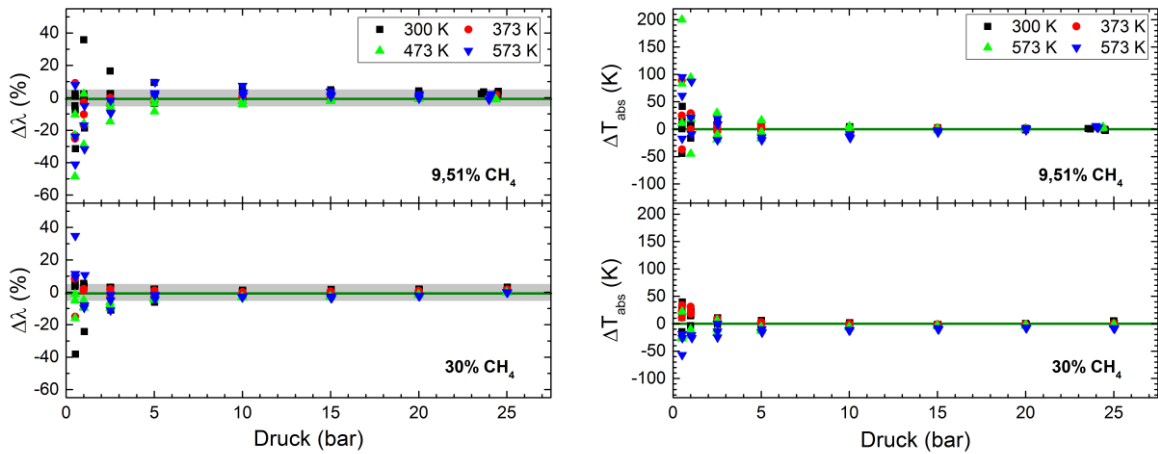 300 K 373 K
473 K 573 K
40
20
0
-20
-40
-60
Δλ (%)
9,51% CH₄
40
20
0
-20
-40
-60
Δλ (%)
30% CH₄
0 5 10 15 20 25
Druck (bar)
300 K 373 K
573 K 573 K
200
150
100
50
0
-50
-100
ΔT_abs (K)
9,51% CH₄
200
150
100
50
0
-50
-100
ΔT_abs (K)
30% CH₄
0 5 10 15 20 25
Druck (bar)